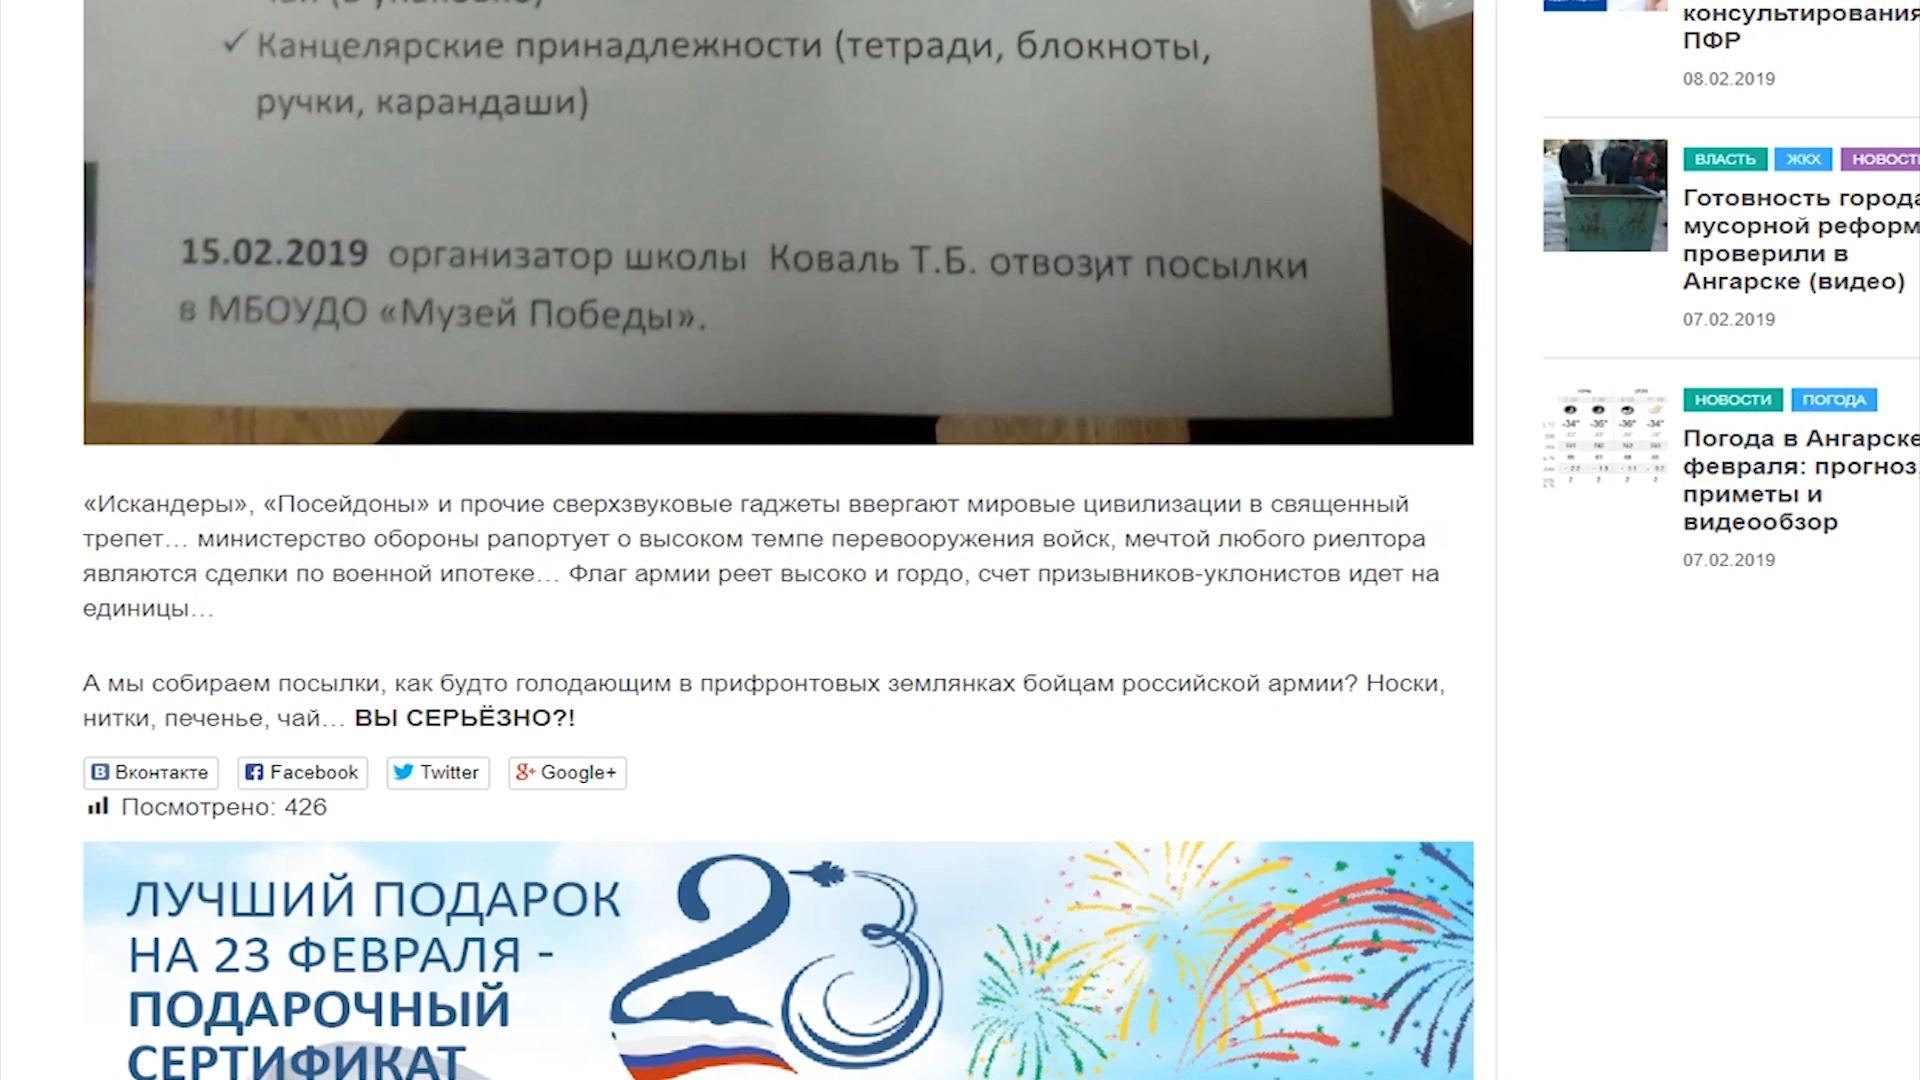 ✓ Канцелярские принадлежности (тетради, блокноты,
ручки, карандаши)
15.02.2019 организатор школы Коваль Т.Б. отвозит посылки
в МБОУДО «Музей Победы».
«Искандеры», «Посейдоны» и прочие сверхзвуковые гаджеты ввергают мировые цивилизации в священный
трепет… министерство обороны рапортует о высоком темпе перевооружения войск, мечтой любого риелтора
являются сделки по военной ипотеке… Флаг армии реет высоко и гордо, счет призывников-уклонистов идет на
единицы…
А мы собираем посылки, как будто голодающим в прифронтовых землянках бойцам российской армии? Носки,
нитки, печенье, чай… ВЫ СЕРЬЁЗНО?!
Вконтакте Facebook Twitter Google+
Посмотрено: 426
ЛУЧШИЙ ПОДАРОК
НА 23 ФЕВРАЛЯ -
ПОДАРОЧНЫЙ
СЕРТИФИКАТ
23
консультирования
ПФР
08.02.2019
ВЛАСТЬ ЖКХ НОВОСТИ
Готовность города
мусорной реформ
проверили в
Ангарске (видео)
07.02.2019
НОВОСТИ ПОГОДА
Погода в Ангарске
февраля: прогноз,
приметы и
видеообзор
07.02.2019